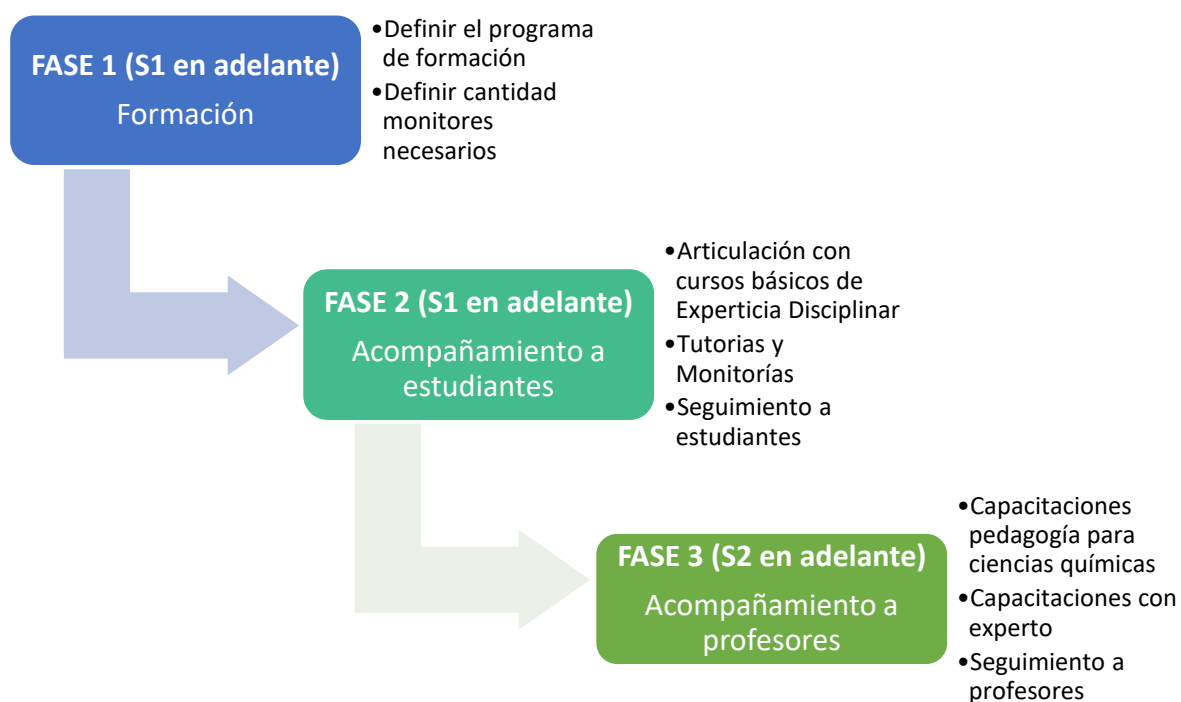 FASE 1 (S1 en adelante)
Formación
•Definir el programa
de formación
•Definir cantidad
monitores
necesarios
FASE 2 (S1 en adelante)
Acompañamiento a
estudiantes
•Articulación con
cursos básicos de
Experticia Disciplinar
•Tutorias y
Monitorías
•Seguimiento a
estudiantes
FASE 3 (S2 en adelante)
Acompañamiento a
profesores
•Capacitaciones
pedagogía para
ciencias químicas
•Capacitaciones con
experto
•Seguimiento a
profesores